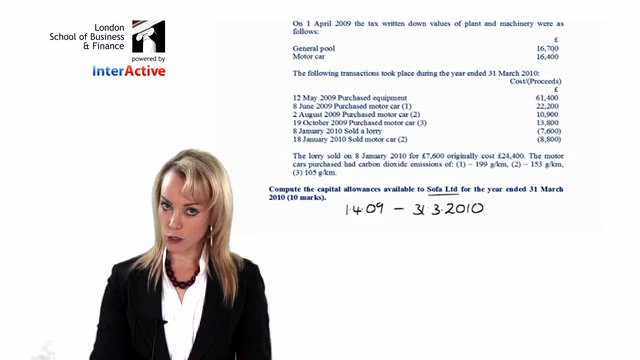 London
School of Business
& Finance
powered by
InterActive
On 1 April 2009 the tax written down values of plant and machinery were as
follows:
£
General pool 16,700
Motor car 16,400
The following transactions took place during the year ended 31 March 2010:
Cost/(Proceeds)
£
12 May 2009 Purchased equipment 61,400
8 June 2009 Purchased motor car (1) 22,200
2 August 2009 Purchased motor car (2) 10,900
19 October 2009 Purchased motor car (3) 13,800
8 January 2010 Sold a lorry (7,600)
18 January 2010 Sold motor car (2) (8,800)
The lorry sold on 8 January 2010 for £7,600 originally cost £24,400. The motor
cars purchased had carbon dioxide emissions of: (1) – 199 g/km, (2) – 153 g/km,
(3) 105 g/km.
Compute the capital allowances available to Sofa Ltd for the year ended 31 March
2010 (10 marks).
1.4.09 – 31.3.2010